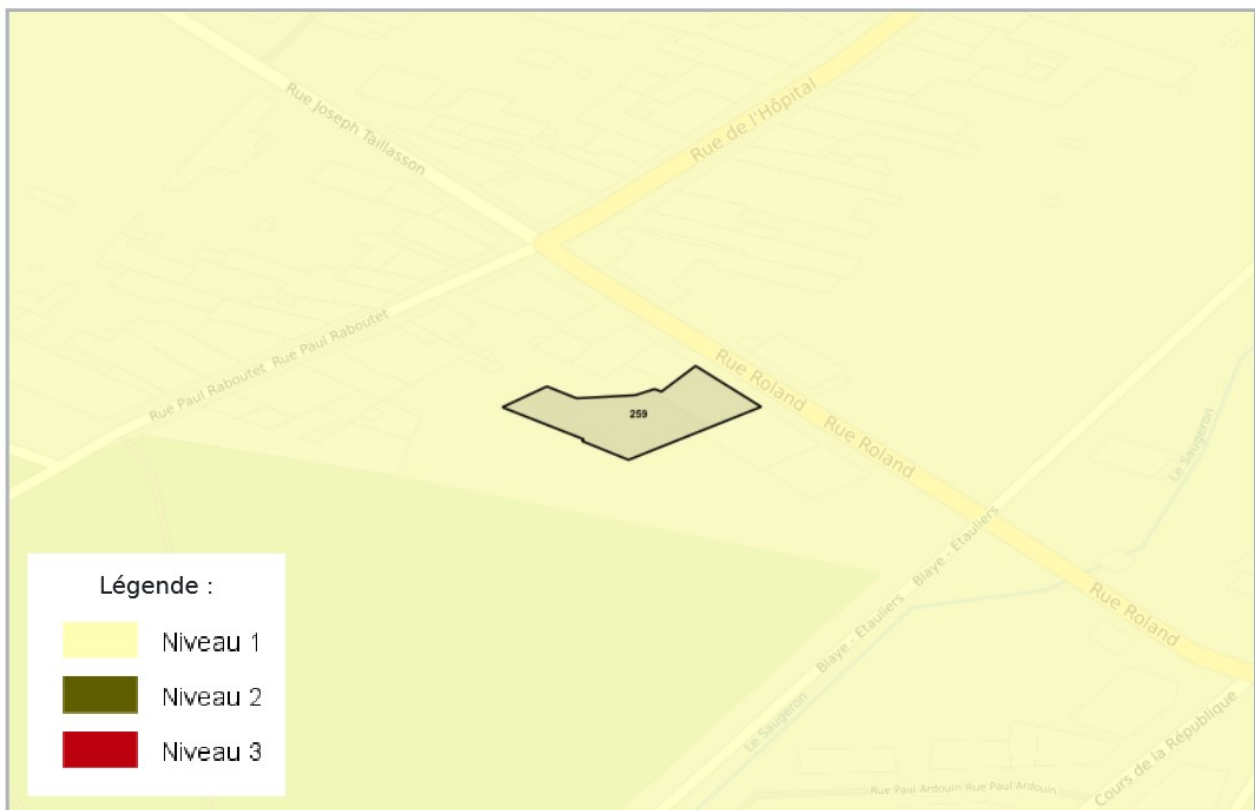 Rue Joseph Taillasson
Rue de l'Hôpital
Rue Paul Raboutet Rue Paul Raboutet
259
Rue Roland
Rue Roland
Le Saugeron
Blaye - Etauliers Blaye - Etauliers
Rue Roland
Le Saugeron
Cours de la République
Rue Paul Ardouin Rue Paul Ardouin
Légende :
Niveau 1
Niveau 2
Niveau 3